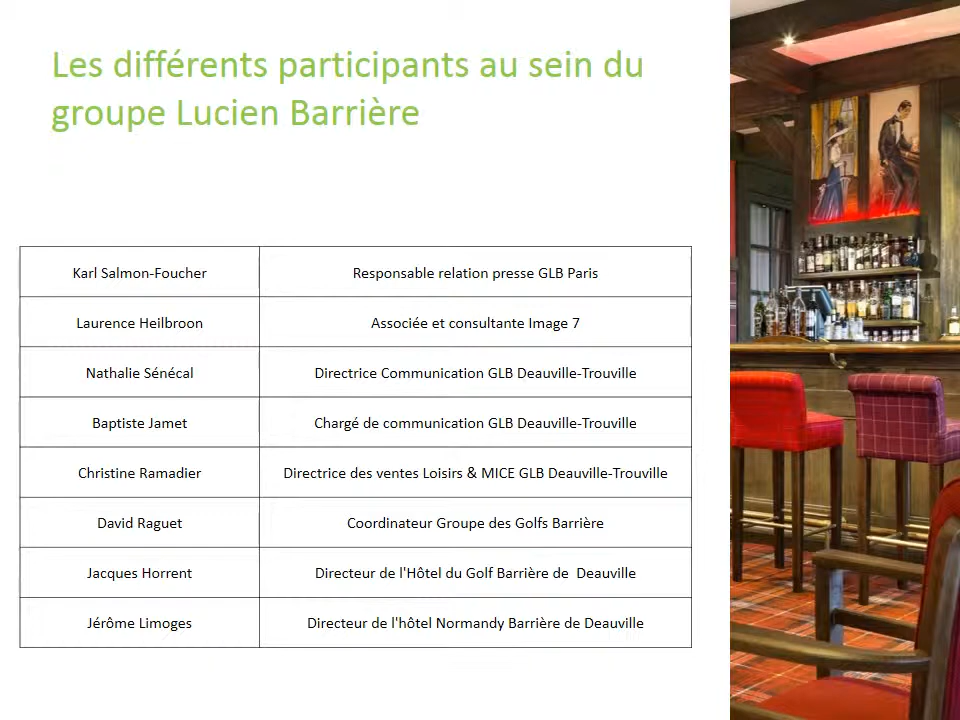 Les différents participants au sein du
groupe Lucien Barrière
Karl Salmon-Foucher Responsable relation presse GLB Paris
Laurence Heilbroon Associée et consultante Image 7
Nathalie Sénécal Directrice Communication GLB Deauville-Trouville
Baptiste Jamet Chargé de communication GLB Deauville-Trouville
Christine Ramadier Directrice des ventes Loisirs & MICE GLB Deauville-Trouville
David Raguet Coordinateur Groupe des Golfs Barrière
Jacques Horrent Directeur de l'Hôtel du Golf Barrière de  Deauville
Jérôme Limoges Directeur de l'hôtel Normandy Barrière de Deauville